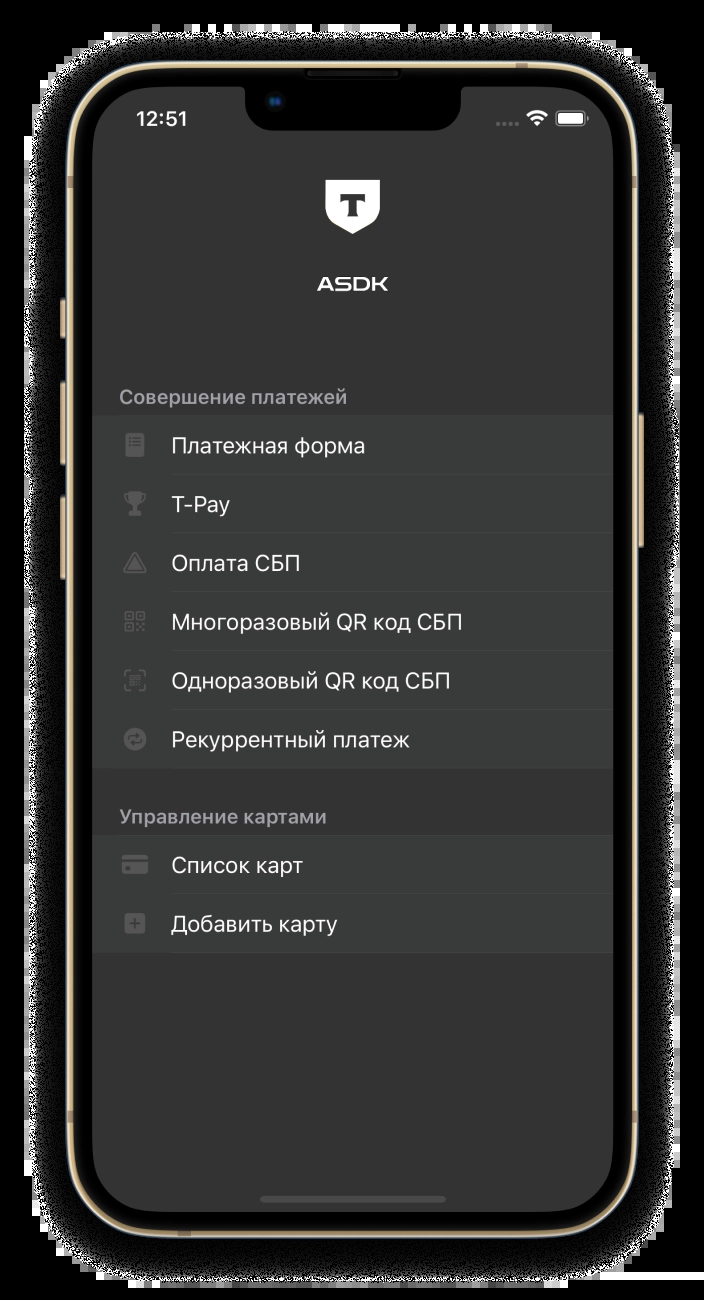 12:51
T
ASDK
Совершение платежей
Платежная форма
T-Pay
Оплата СБП
Многоразовый QR код СБП
Одноразовый QR код СБП
Рекуррентный платеж
Управление картами
Список карт
Добавить карту